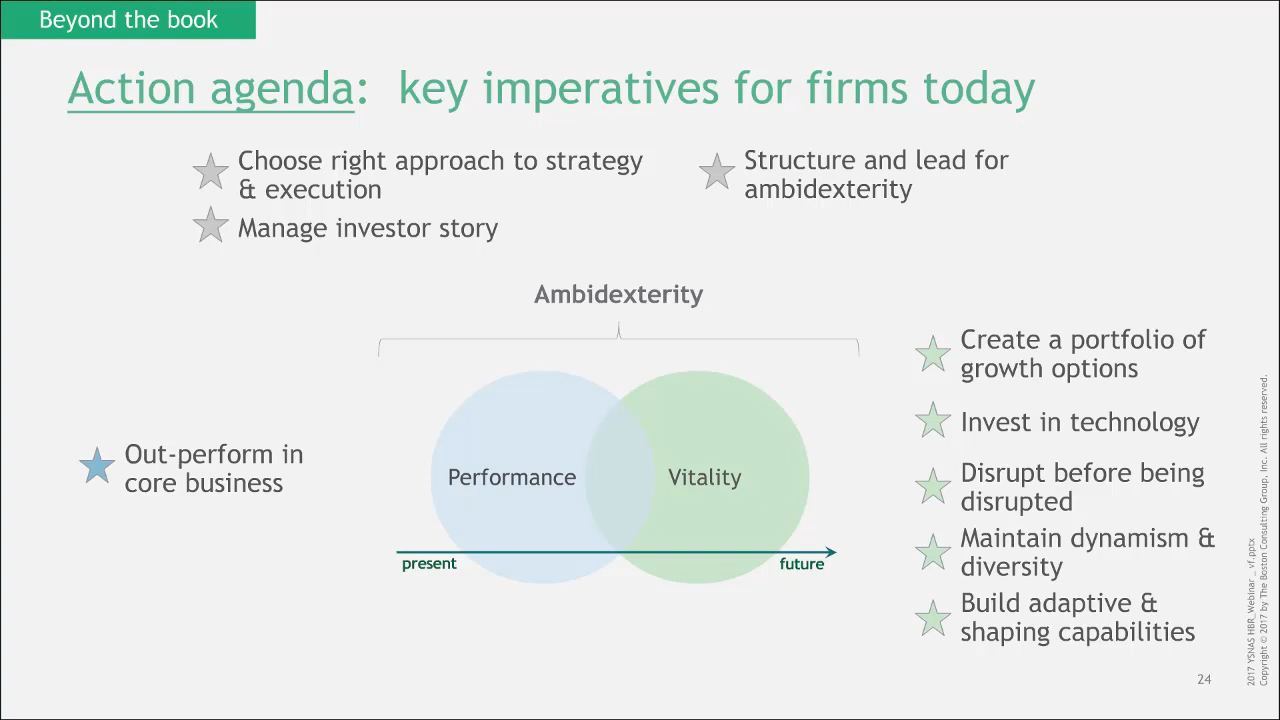 Beyond the book
Action agenda:  key imperatives for firms today
Choose right approach to strategy
& execution
Manage investor story
Structure and lead for
ambidexterity
Ambidexterity
Out-perform in
core business
Performance
Vitality
present
future
Create a portfolio of
growth options
Invest in technology
Disrupt before being
disrupted
Maintain dynamism &
diversity
Build adaptive &
shaping capabilities
2017 YSNAS HBR_Webinar _vf.pptx
Copyright © 2017 by The Boston Consulting Group, Inc. All rights reserved.
24